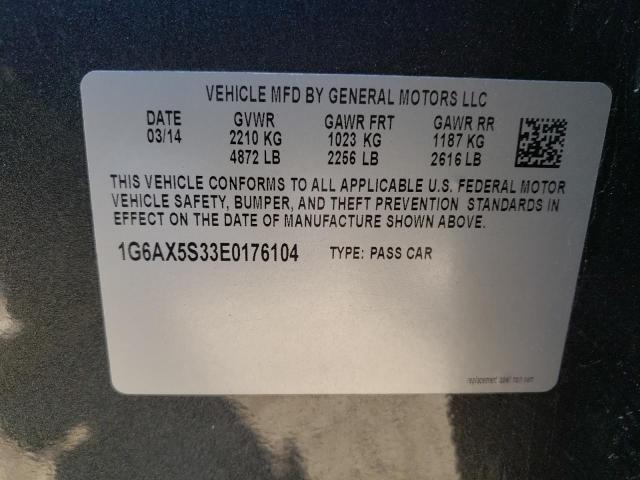 VEHICLE MFD BY GENERAL MOTORS LLC
DATE GVWR GAWR FRT GAWR RR
03/14 2210 KG 1023 KG 1187 KG
4872 LB 2256 LB 2616 LB
THIS VEHICLE CONFORMS TO ALL APPLICABLE U.S. FEDERAL MOTOR
VEHICLE SAFETY, BUMPER, AND THEFT PREVENTION STANDARDS IN
EFFECT ON THE DATE OF MANUFACTURE SHOWN ABOVE.
1G6AX5S33E0176104 TYPE: PASS CAR
replacement label